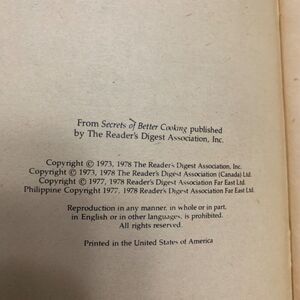 From Secrets of Better Cooking published
by The Reader's Digest Association, Inc.
Copyright © 1973, 1978 The Reader's Digest Association, Inc.
Copyright © 1973, 1978 The Reader's Digest Association (Canada) Ltd.
Copyright © 1977, 1978 Reader's Digest Association Far East Ltd.
Philippine Copyright 1977, 1978 Reader's Digest Association Far East Ltd.
Reproduction in any manner, in whole or in part,
in English or in other languages, is prohibited.
All rights reserved.
Printed in the United States of America